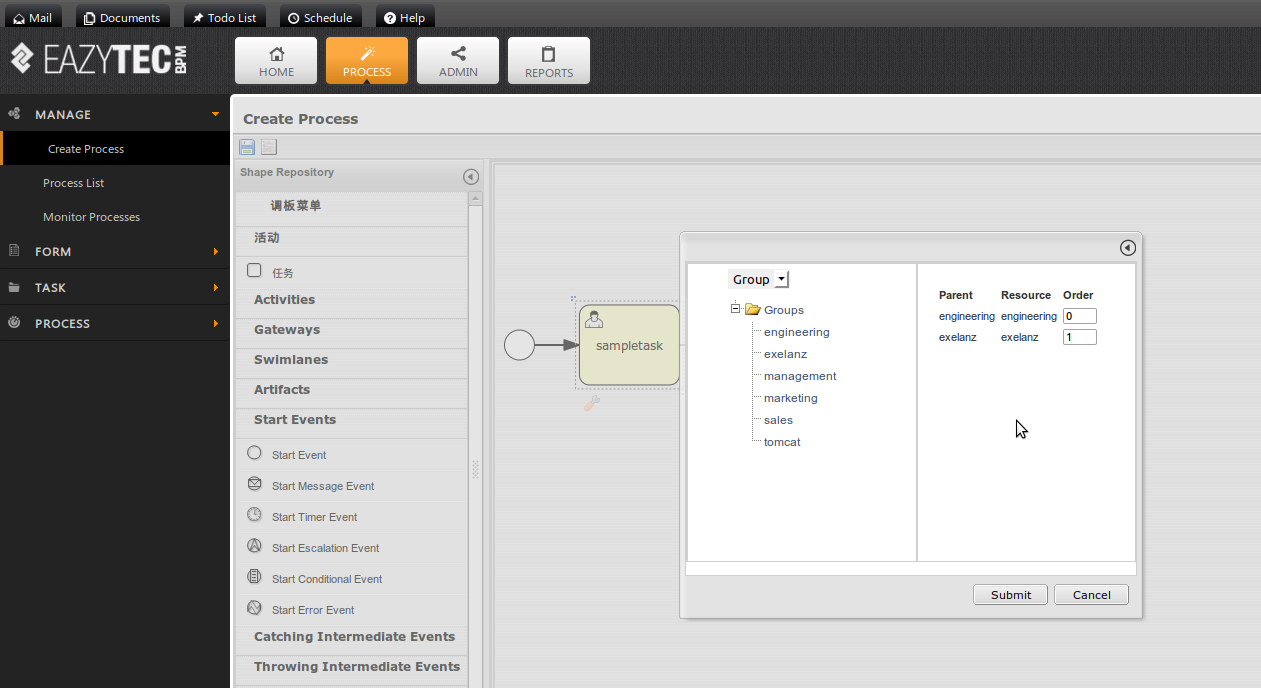 Mail
Documents
Todo List
Schedule
Help
EAZYTEC BPM
HOME
PROCESS
ADMIN
REPORTS
MANAGE
Create Process
Process List
Monitor Processes
FORM
TASK
PROCESS
Create Process
Shape Repository
调板菜单
活动
任务
Activities
Gateways
Swimlanes
Artifacts
Start Events
Start Event
Start Message Event
Start Timer Event
Start Escalation Event
Start Conditional Event
Start Error Event
Catching Intermediate Events
Throwing Intermediate Events
sampletask
Group
Groups
engineering
exelanz
management
marketing
sales
tomcat
Parent Resource Order
engineering engineering 0
exelanz exelanz 1
Submit
Cancel